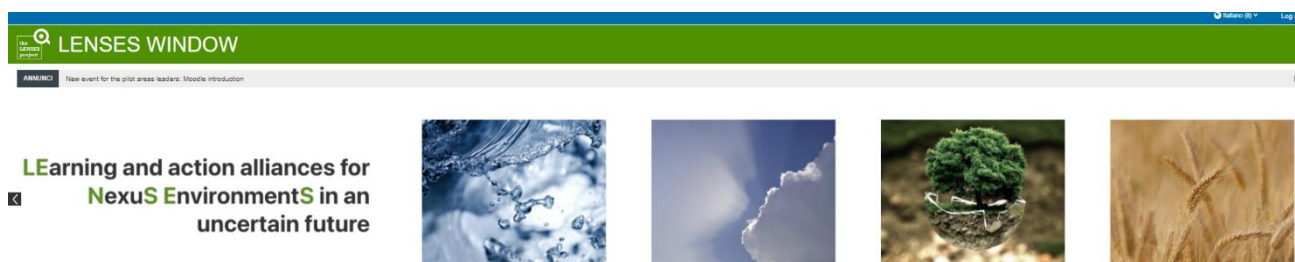 Italiano (it)
Log
the
LENSES
project
LENSES WINDOW
ANNUNCI
New event for the pilot areas leaders: Moodle introduction
LEarning and action alliances for
NexuS EnvironmentS in an
uncertain future